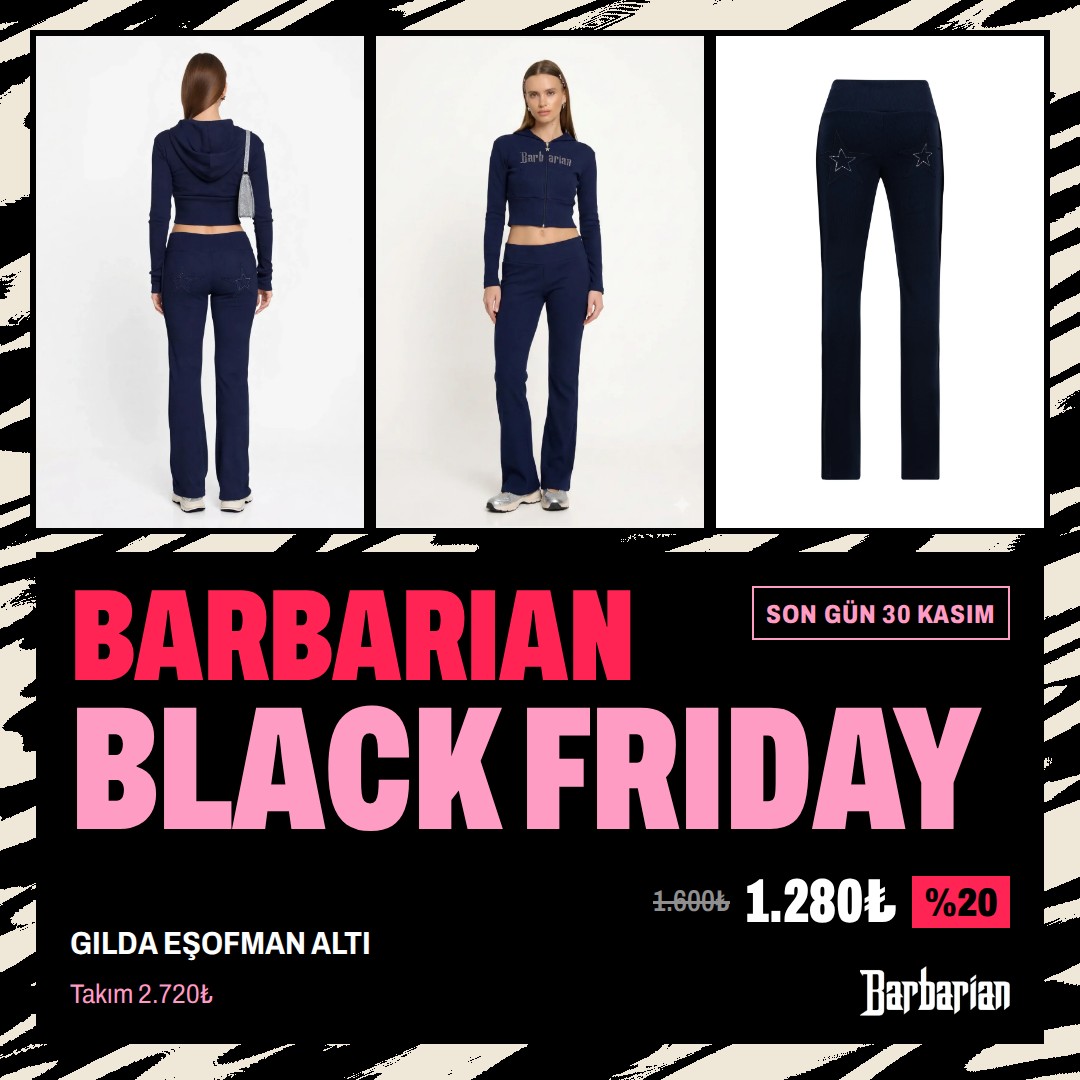 Barbarian
BARBARIAN
SON GÜN 30 KASIM
BLACK FRIDAY
1.600₺ 1.280₺ %20
GILDA EŞOFMAN ALTI
Takım 2.720₺
Barbarian